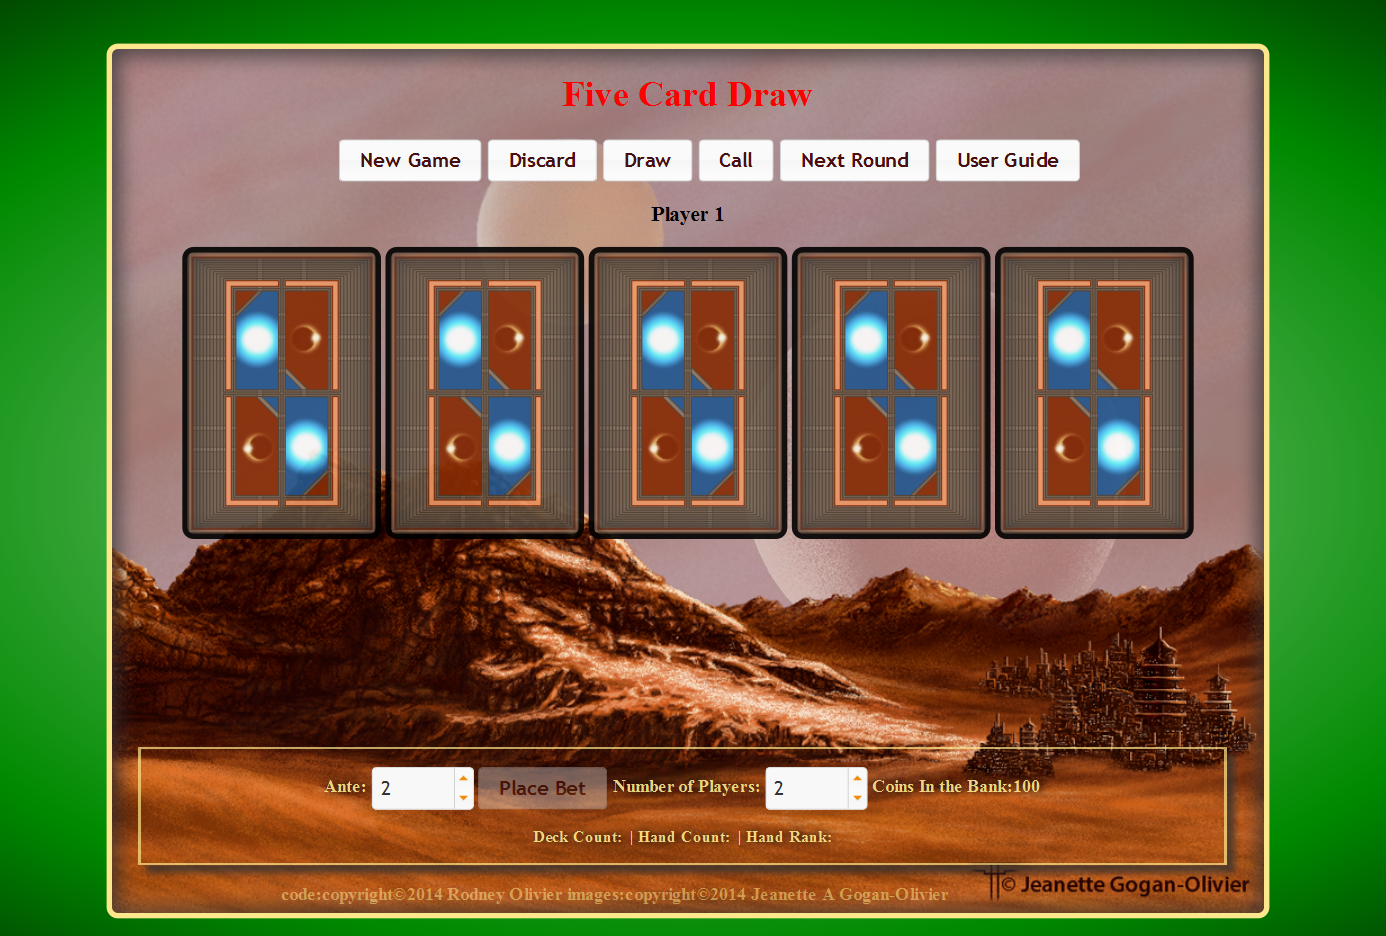 Five Card Draw
New Game Discard Draw Call Next Round User Guide
Player 1
Ante: 2 Place Bet Number of Players: 2 Coins In the Bank:100
Deck Count: | Hand Count: | Hand Rank:
© Jeanette Gogan-Olivier
code:copyright©2014 Rodney Olivier images:copyright©2014 Jeanette A Gogan-Olivier